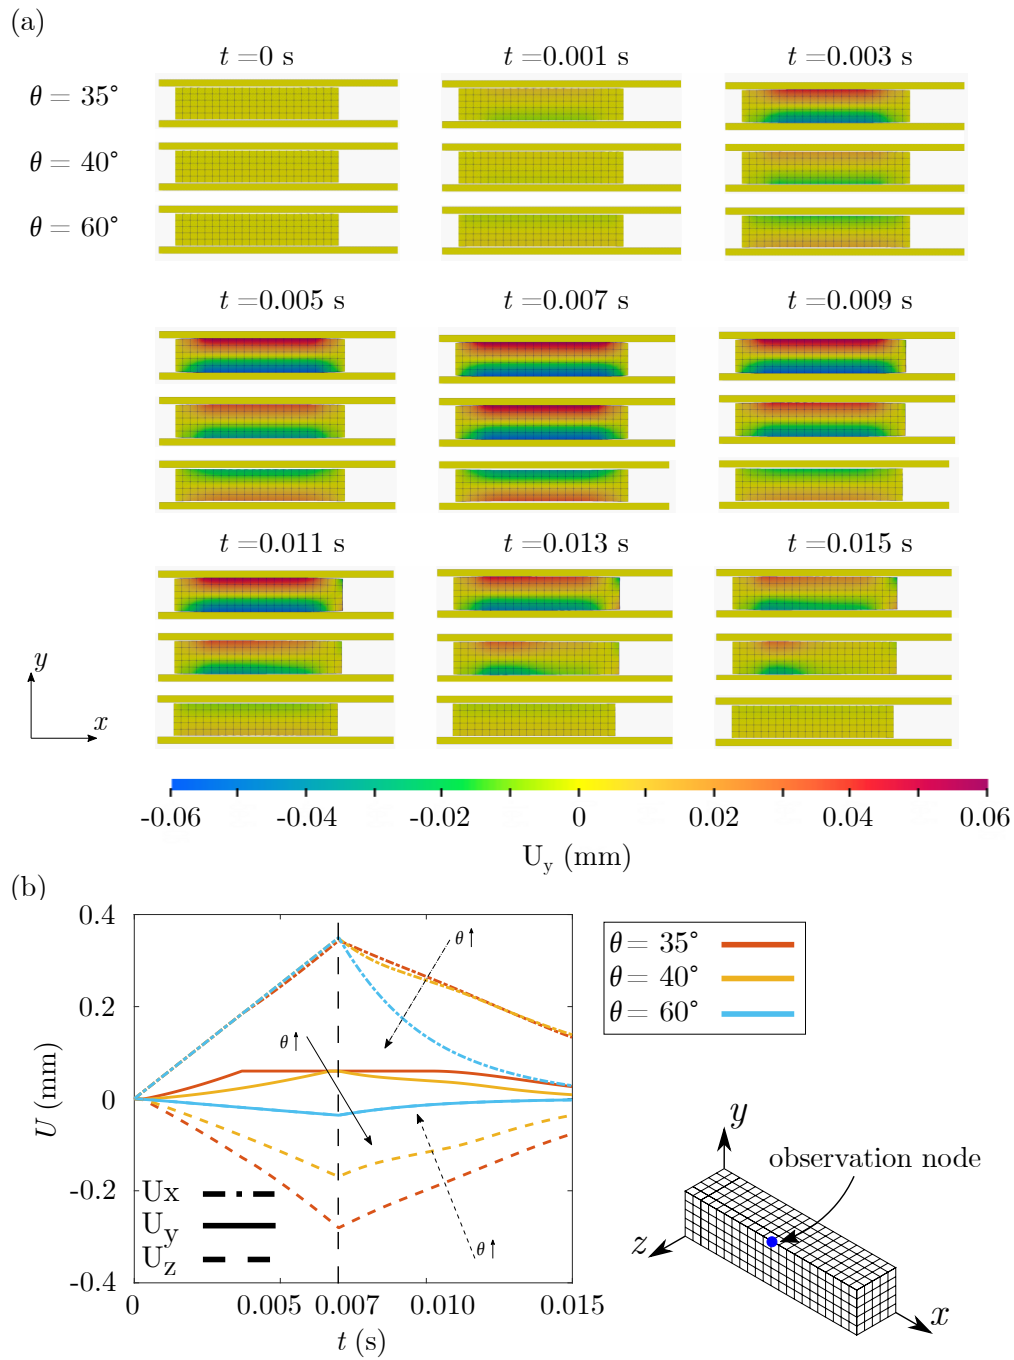 (a)
t =0 s t =0.001 s t =0.003 s
θ = 35°
θ = 40°
θ = 60°
t =0.005 s t =0.007 s t =0.009 s
t =0.011 s t =0.013 s t =0.015 s
y
x
-0.06 -0.04 -0.02 0 0.02 0.04 0.06
U_y (mm)
(b)
0.4
0.2
0
-0.2
-0.4
U (mm)
θ
θ
θ
Ux
U_y
U_z
0 0.005 0.007 0.010 0.015
t (s)
θ = 35°
θ = 40°
θ = 60°
y
observation node
z
x